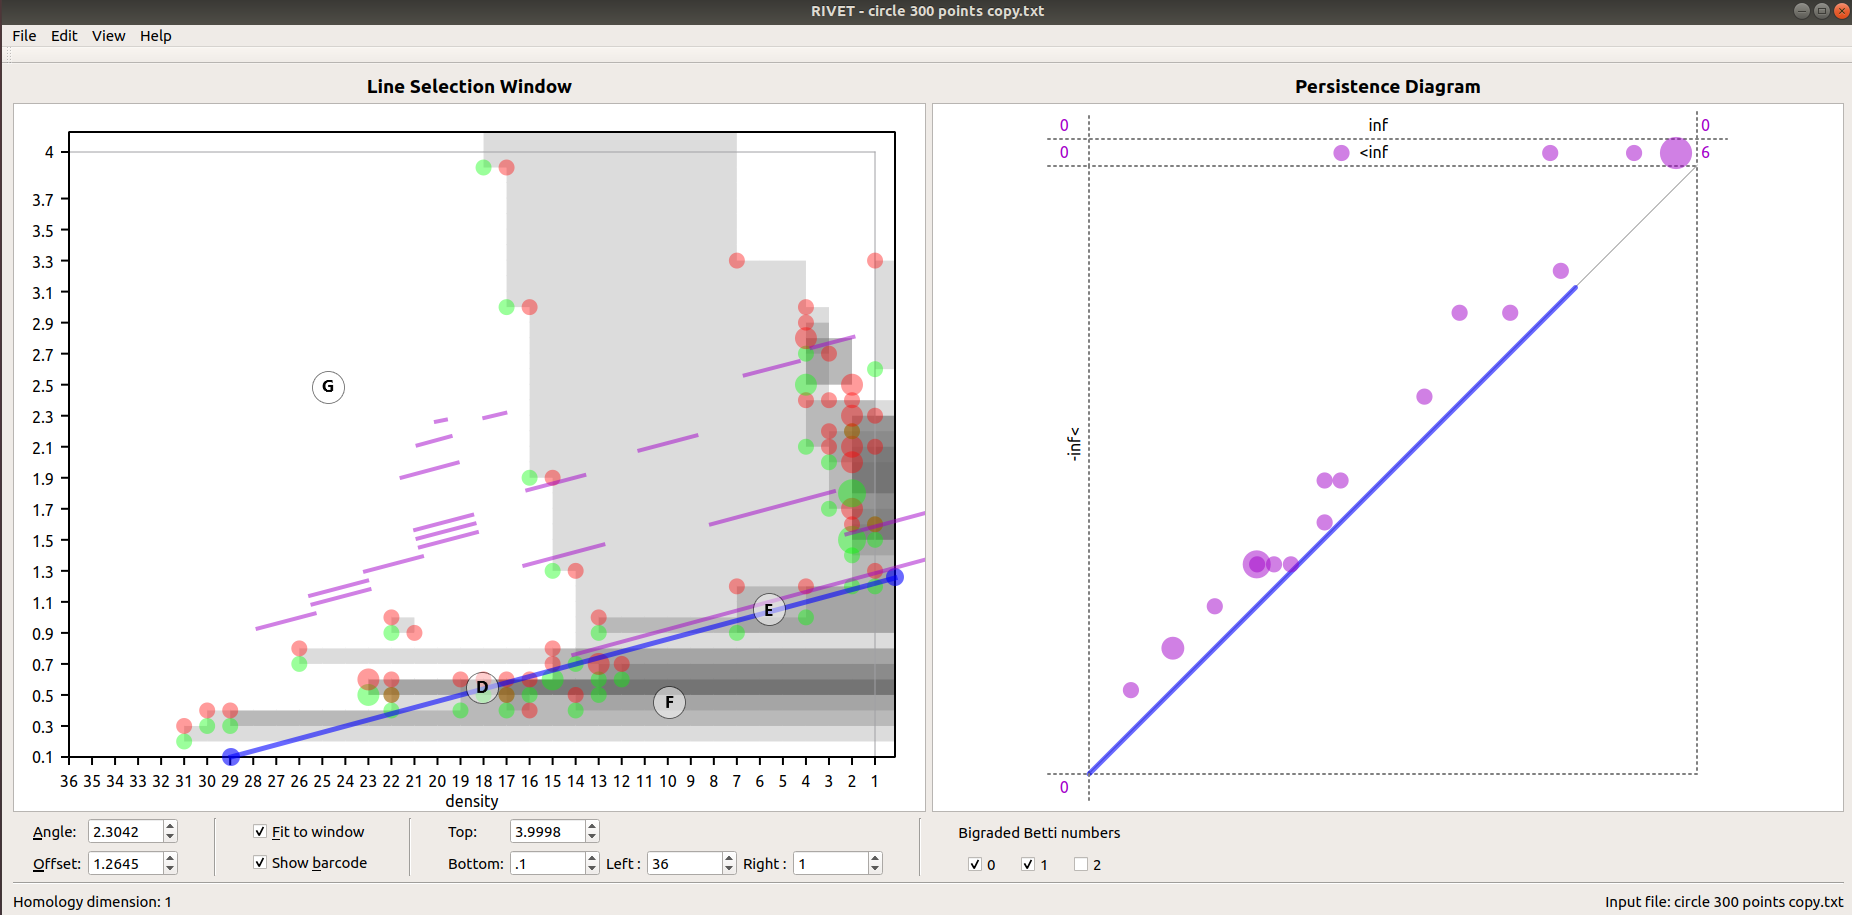 RIVET - circle 300 points copy.txt
File Edit View Help
Line Selection Window
Persistence Diagram
4
3.7
3.5
3.3
3.1
2.9
2.7
2.5
2.3
2.1
1.9
1.7
1.5
1.3
1.1
0.9
0.7
0.5
0.3
0.1
G
E
D
F
36 35 34 33 32 31 30 29 28 27 26 25 24 23 22 21 20 19 18 17 16 15 14 13 12 11 10 9 8 7 6 5 4 3 2 1
density
0 inf 0
0 <inf 6
-inf <
0
Angle: 2.3042
Offset: 1.2645
Fit to window
Show barcode
Top: 3.9998
Bottom: .1 Left : 36 Right : 1
Bigraded Betti numbers
0 1 2
Homology dimension: 1
Input file: circle 300 points copy.txt